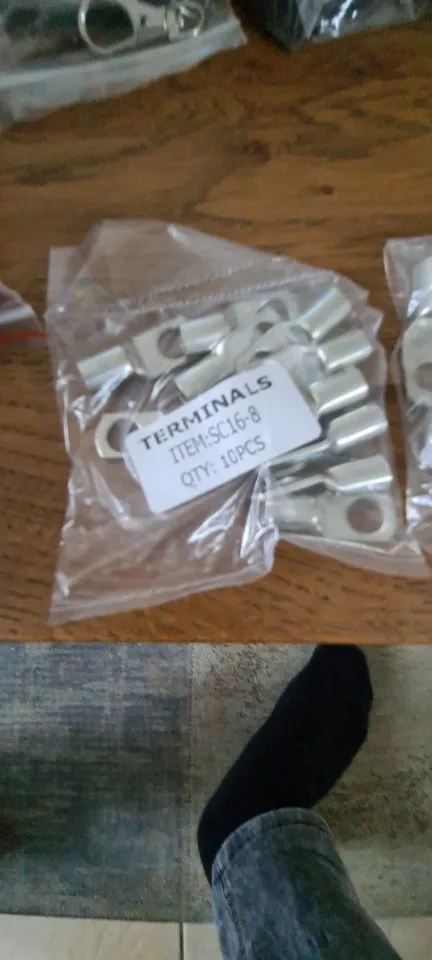 TERMINALS
ITEM:SC16-8
QTY: 10PCS